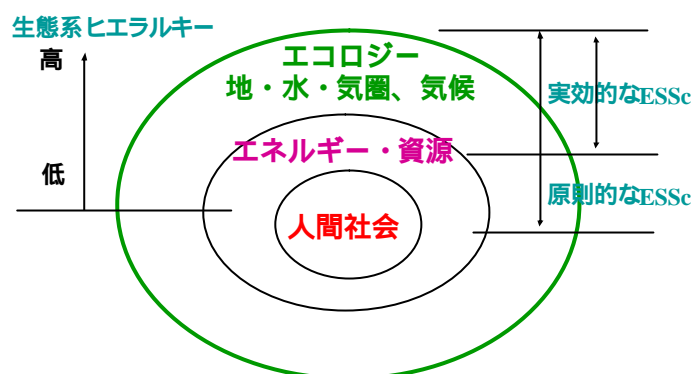 生態系ヒエラルキー
高
エコロジー
地・水・気圏、気候
実効的なESSc
エネルギー・資源
低
原則的なESSc
人間社会